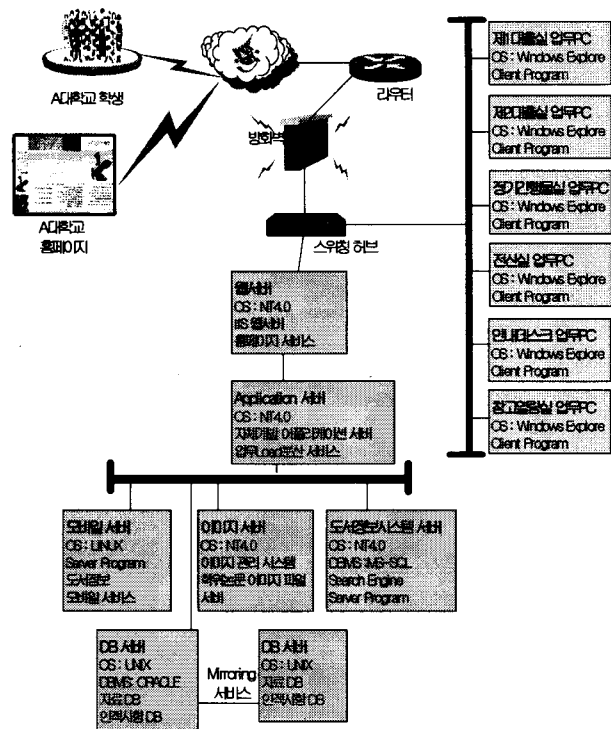 A대학교 학생
A대학교
홈페이지
라우터
방화벽
스위칭 허브
웹서버
OS : NT4.0
IIS 웹서버
홈페이지 서비스
Application 서버
OS : NT4.0
자체개발 어플리케이션 서버
업무Load분산 서비스
모바일 서버
OS : LINUX
Server Program
도서정보
모바일 서비스
이미지 서버
OS : NT4.0
이미지 관리 시스템
학위논문 이미지 파일
서버
도서정보시스템 서버
OS : NT4.0
DBMS :MS-SQL
Search Engine
Server Program
DB 서버
OS : UNIX
DBMS : ORACLE
자료 DB
인적사항 DB
Mirroring
서비스
DB 서버
OS : UNIX
자료 DB
인적사항 DB
제1대출실 업무PC
OS : Windows Explore
Client Program
제2대출실 업무PC
OS : Windows Explore
Client Program
정기간행물실 업무PC
OS : Windows Explore
Client Program
전산실 업무PC
OS : Windows Explore
Client Program
안내데스크 업무PC
OS : Windows Explore
Client Program
참고열람실 업무PC
OS : Windows Explore
Client Program